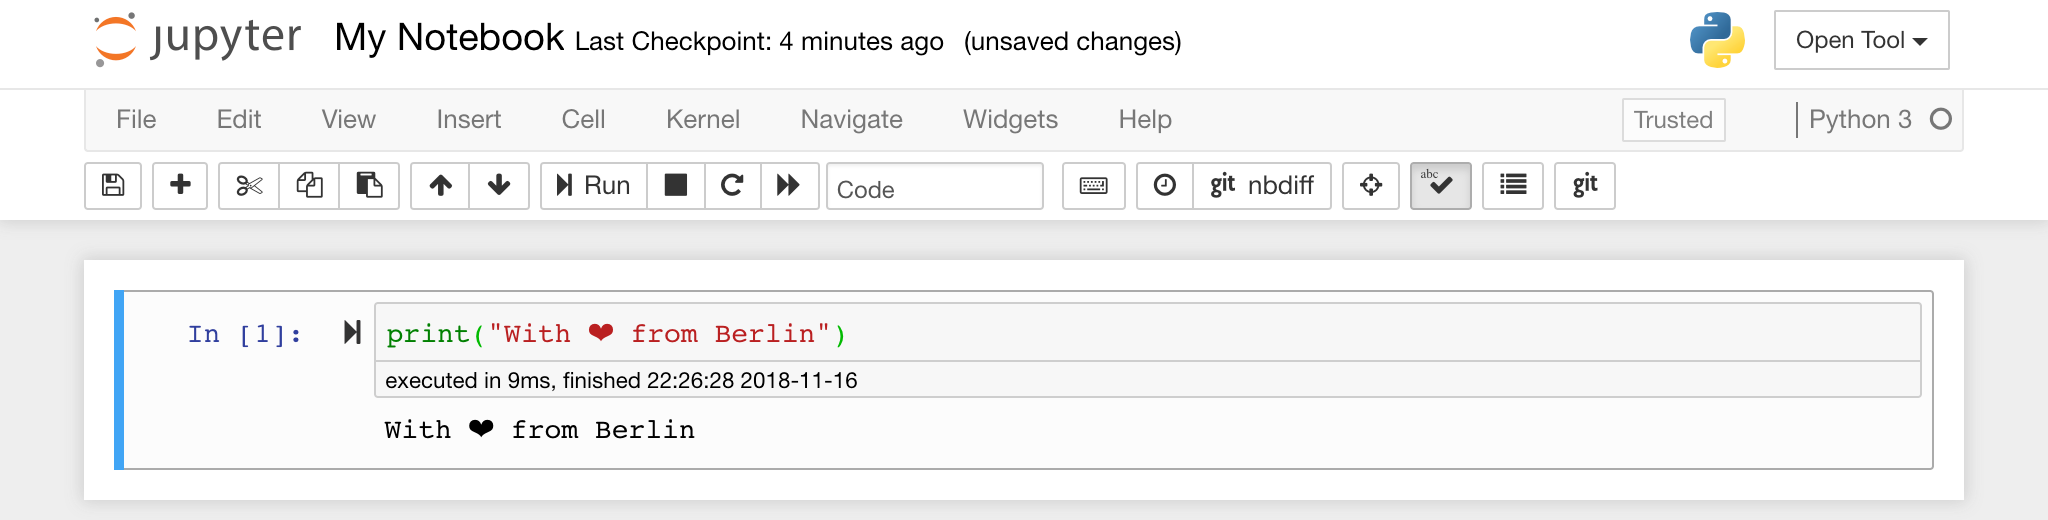 jupyter My Notebook Last Checkpoint: 4 minutes ago (unsaved changes) Open Tool
File Edit View Insert Cell Kernel Navigate Widgets Help Trusted Python 3
Run Code git nbdiff abc git
In [1]: print("With ❤ from Berlin")
executed in 9ms, finished 22:26:28 2018-11-16
With ❤ from Berlin